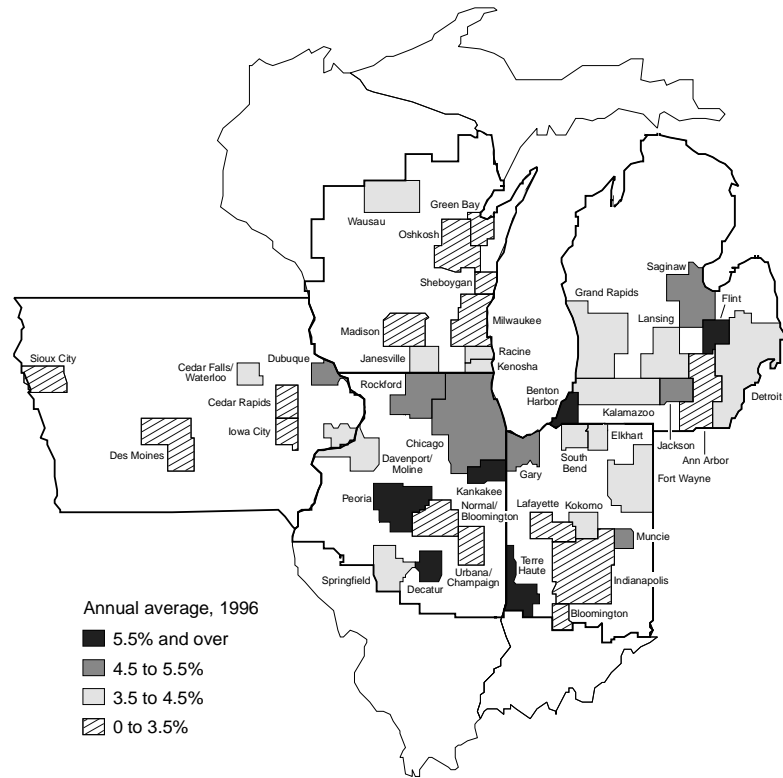 Green Bay
Wausau
Oshkosh
Saginaw
Sheboygan
Flint
Grand Rapids
Lansing
Madison
Milwaukee
Sioux City
Janesville
Racine
Kenosha
Cedar Falls/
Waterloo
Dubuque
Rockford
Benton
Harbor
Detroit
Cedar Rapids
Kalamazoo
Iowa City
Chicago
Elkhart
Jackson
Des Moines
Davenport/
Moline
South
Bend
Ann Arbor
Gary
Fort Wayne
Kankakee
Peoria
Normal/
Bloomington
Lafayette
Kokomo
Muncie
Urbana/
Champaign
Terre
Haute
Springfield
Decatur
Indianapolis
Bloomington
Annual average, 1996
5.5% and over
4.5 to 5.5%
3.5 to 4.5%
0 to 3.5%